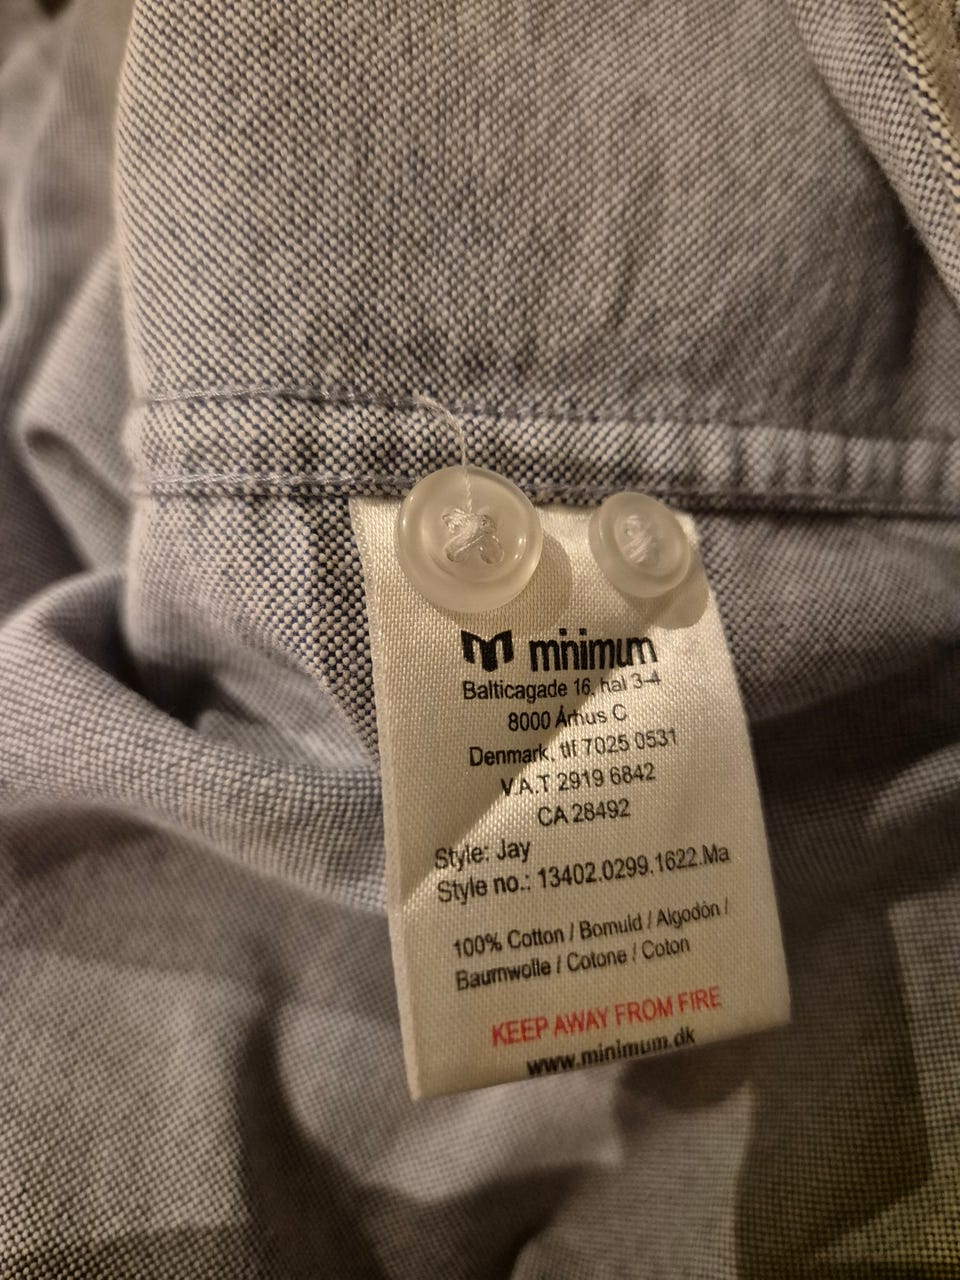 minimum
Balticagade 16, hal 3-4
8000 Århus C
Denmark, tlf 7025 0531
V.A.T 2919 6842
CA 28492
Style: Jay
Style no.: 13402.0299.1622.Ma
100% Cotton / Bomuld / Algodòn /
Baumwolle / Cotone / Coton
KEEP AWAY FROM FIRE
www.minimum.dk